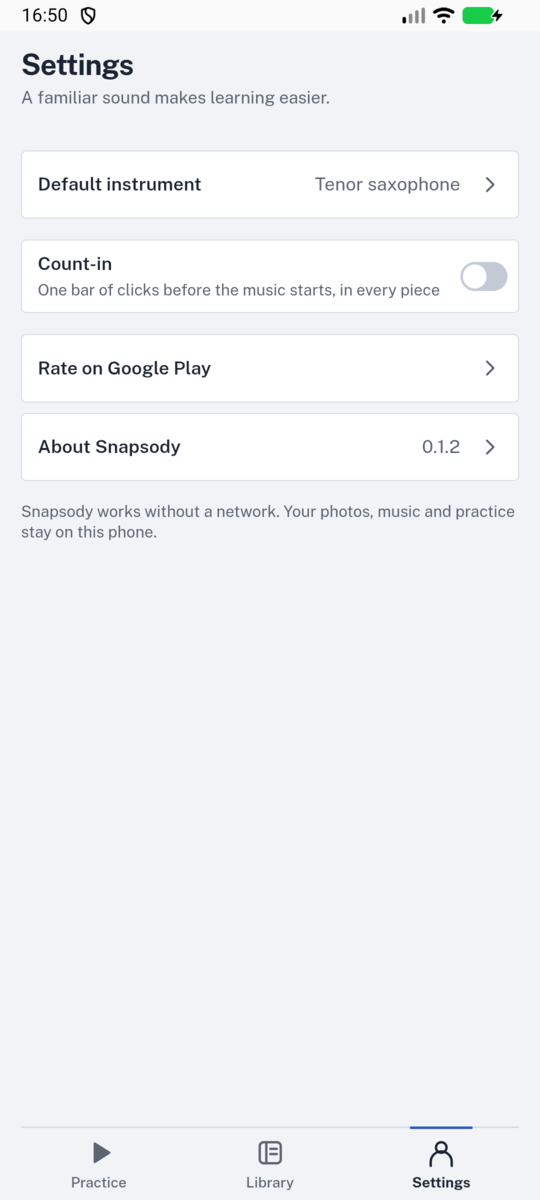 16:50
Settings
A familiar sound makes learning easier.
Default instrument
Tenor saxophone
Count-in
One bar of clicks before the music starts, in every piece
Rate on Google Play
About Snapsody
0.1.2
Snapsody works without a network. Your photos, music and practice
stay on this phone.
Practice
Library
Settings